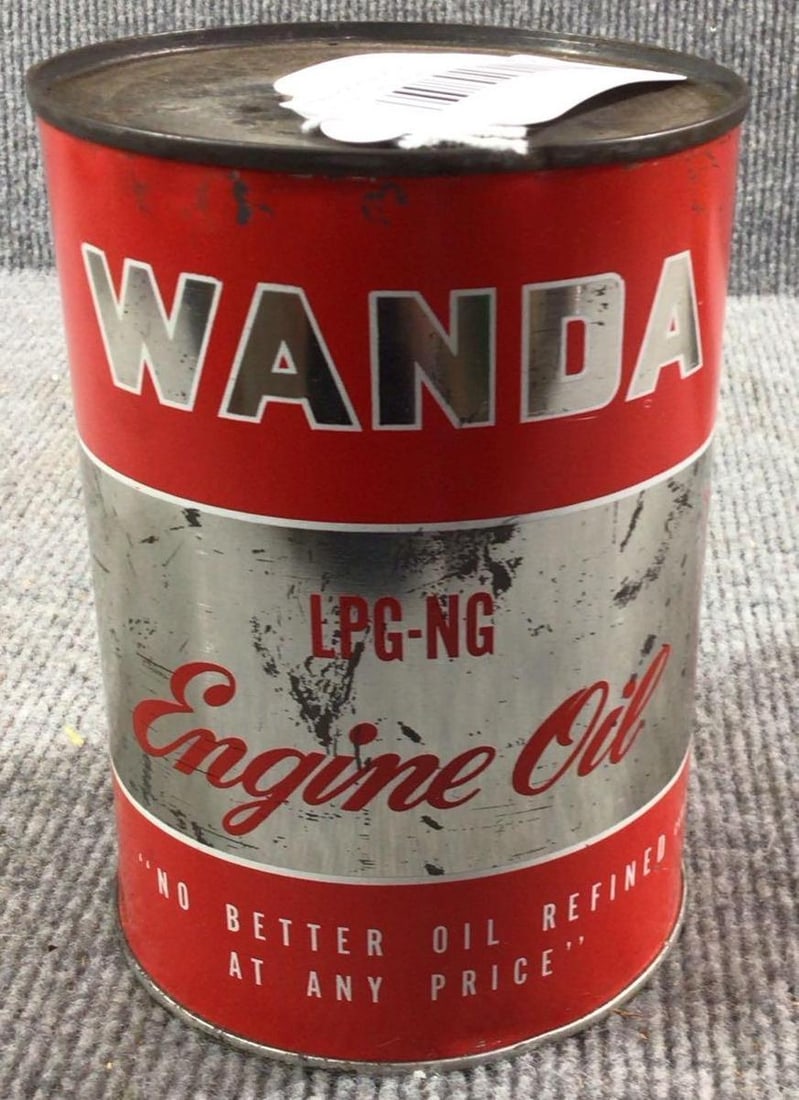 WANDA
LPG-NG
Engine Oil
“NO BETTER OIL REFINED
AT ANY PRICE”